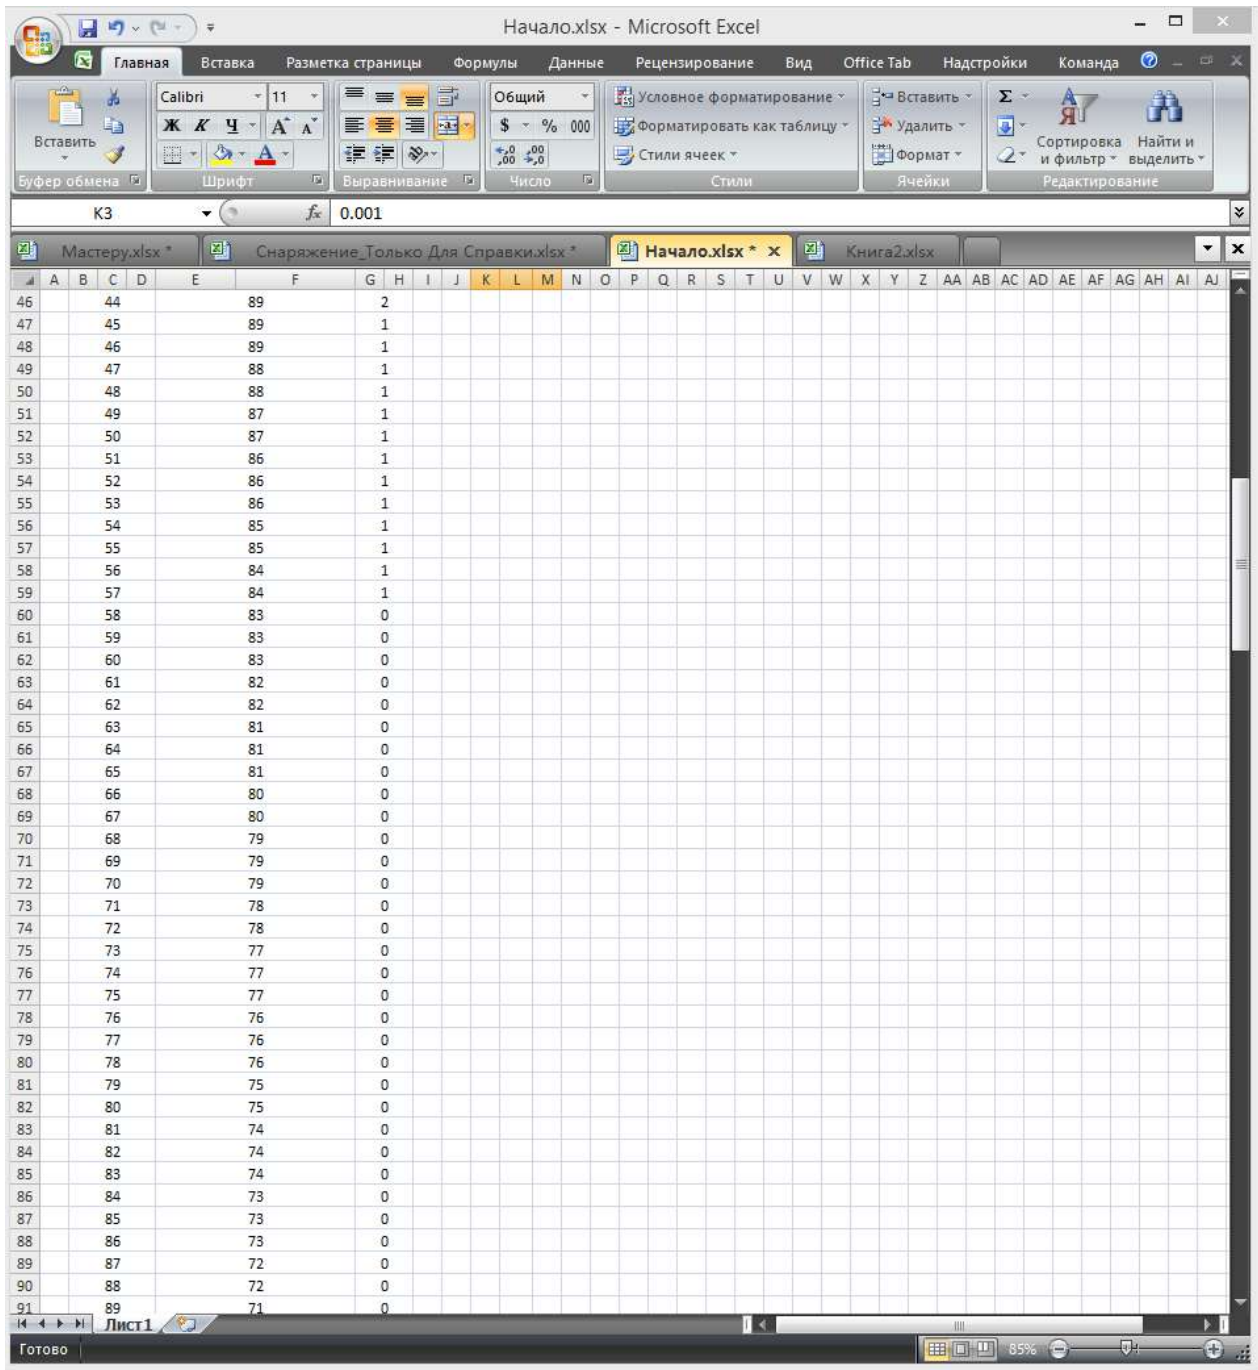 Начало.xlsx - Microsoft Excel
Главная Вставка Разметка страницы Формулы Данные Рецензирование Вид Office Tab Надстройки Команда
Calibri 11 Общий Условное форматирование Вставить Σ
Вставить Ж К Ч A A $ % 000 Форматировать как таблицу Удалить Сортировка и фильтр Найти и выделить
A ,00 ,0 ,00 ,0 Стили ячеек Формат
Буфер обмена Шрифт Выравнивание Число Стили Ячейки Редактирование
K3 fx 0.001
Мастеру.xlsx * Снаряжение_Только Для Справки.xlsx * Начало.xlsx * Книга2.xlsx
A B C D E F G H I J K L M N O P Q R S T U V W X Y Z AA AB AC AD AE AF AG AH AI AJ
46 44 89 2
47 45 89 1
48 46 89 1
49 47 88 1
50 48 88 1
51 49 87 1
52 50 87 1
53 51 86 1
54 52 86 1
55 53 86 1
56 54 85 1
57 55 85 1
58 56 84 1
59 57 84 1
60 58 83 0
61 59 83 0
62 60 83 0
63 61 82 0
64 62 82 0
65 63 81 0
66 64 81 0
67 65 81 0
68 66 80 0
69 67 80 0
70 68 79 0
71 69 79 0
72 70 79 0
73 71 78 0
74 72 78 0
75 73 77 0
76 74 77 0
77 75 77 0
78 76 76 0
79 77 76 0
80 78 76 0
81 79 75 0
82 80 75 0
83 81 74 0
84 82 74 0
85 83 74 0
86 84 73 0
87 85 73 0
88 86 73 0
89 87 72 0
90 88 72 0
91 89 71 0
Лист1
Готово 85%